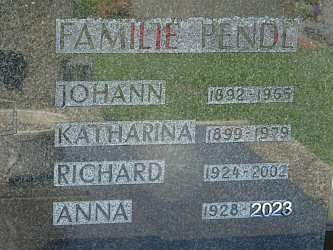 FAMILIE PENDL
JOHANN 1892-1965
KATHARINA 1899-1979
RICHARD 1924-2002
ANNA 1928-2023